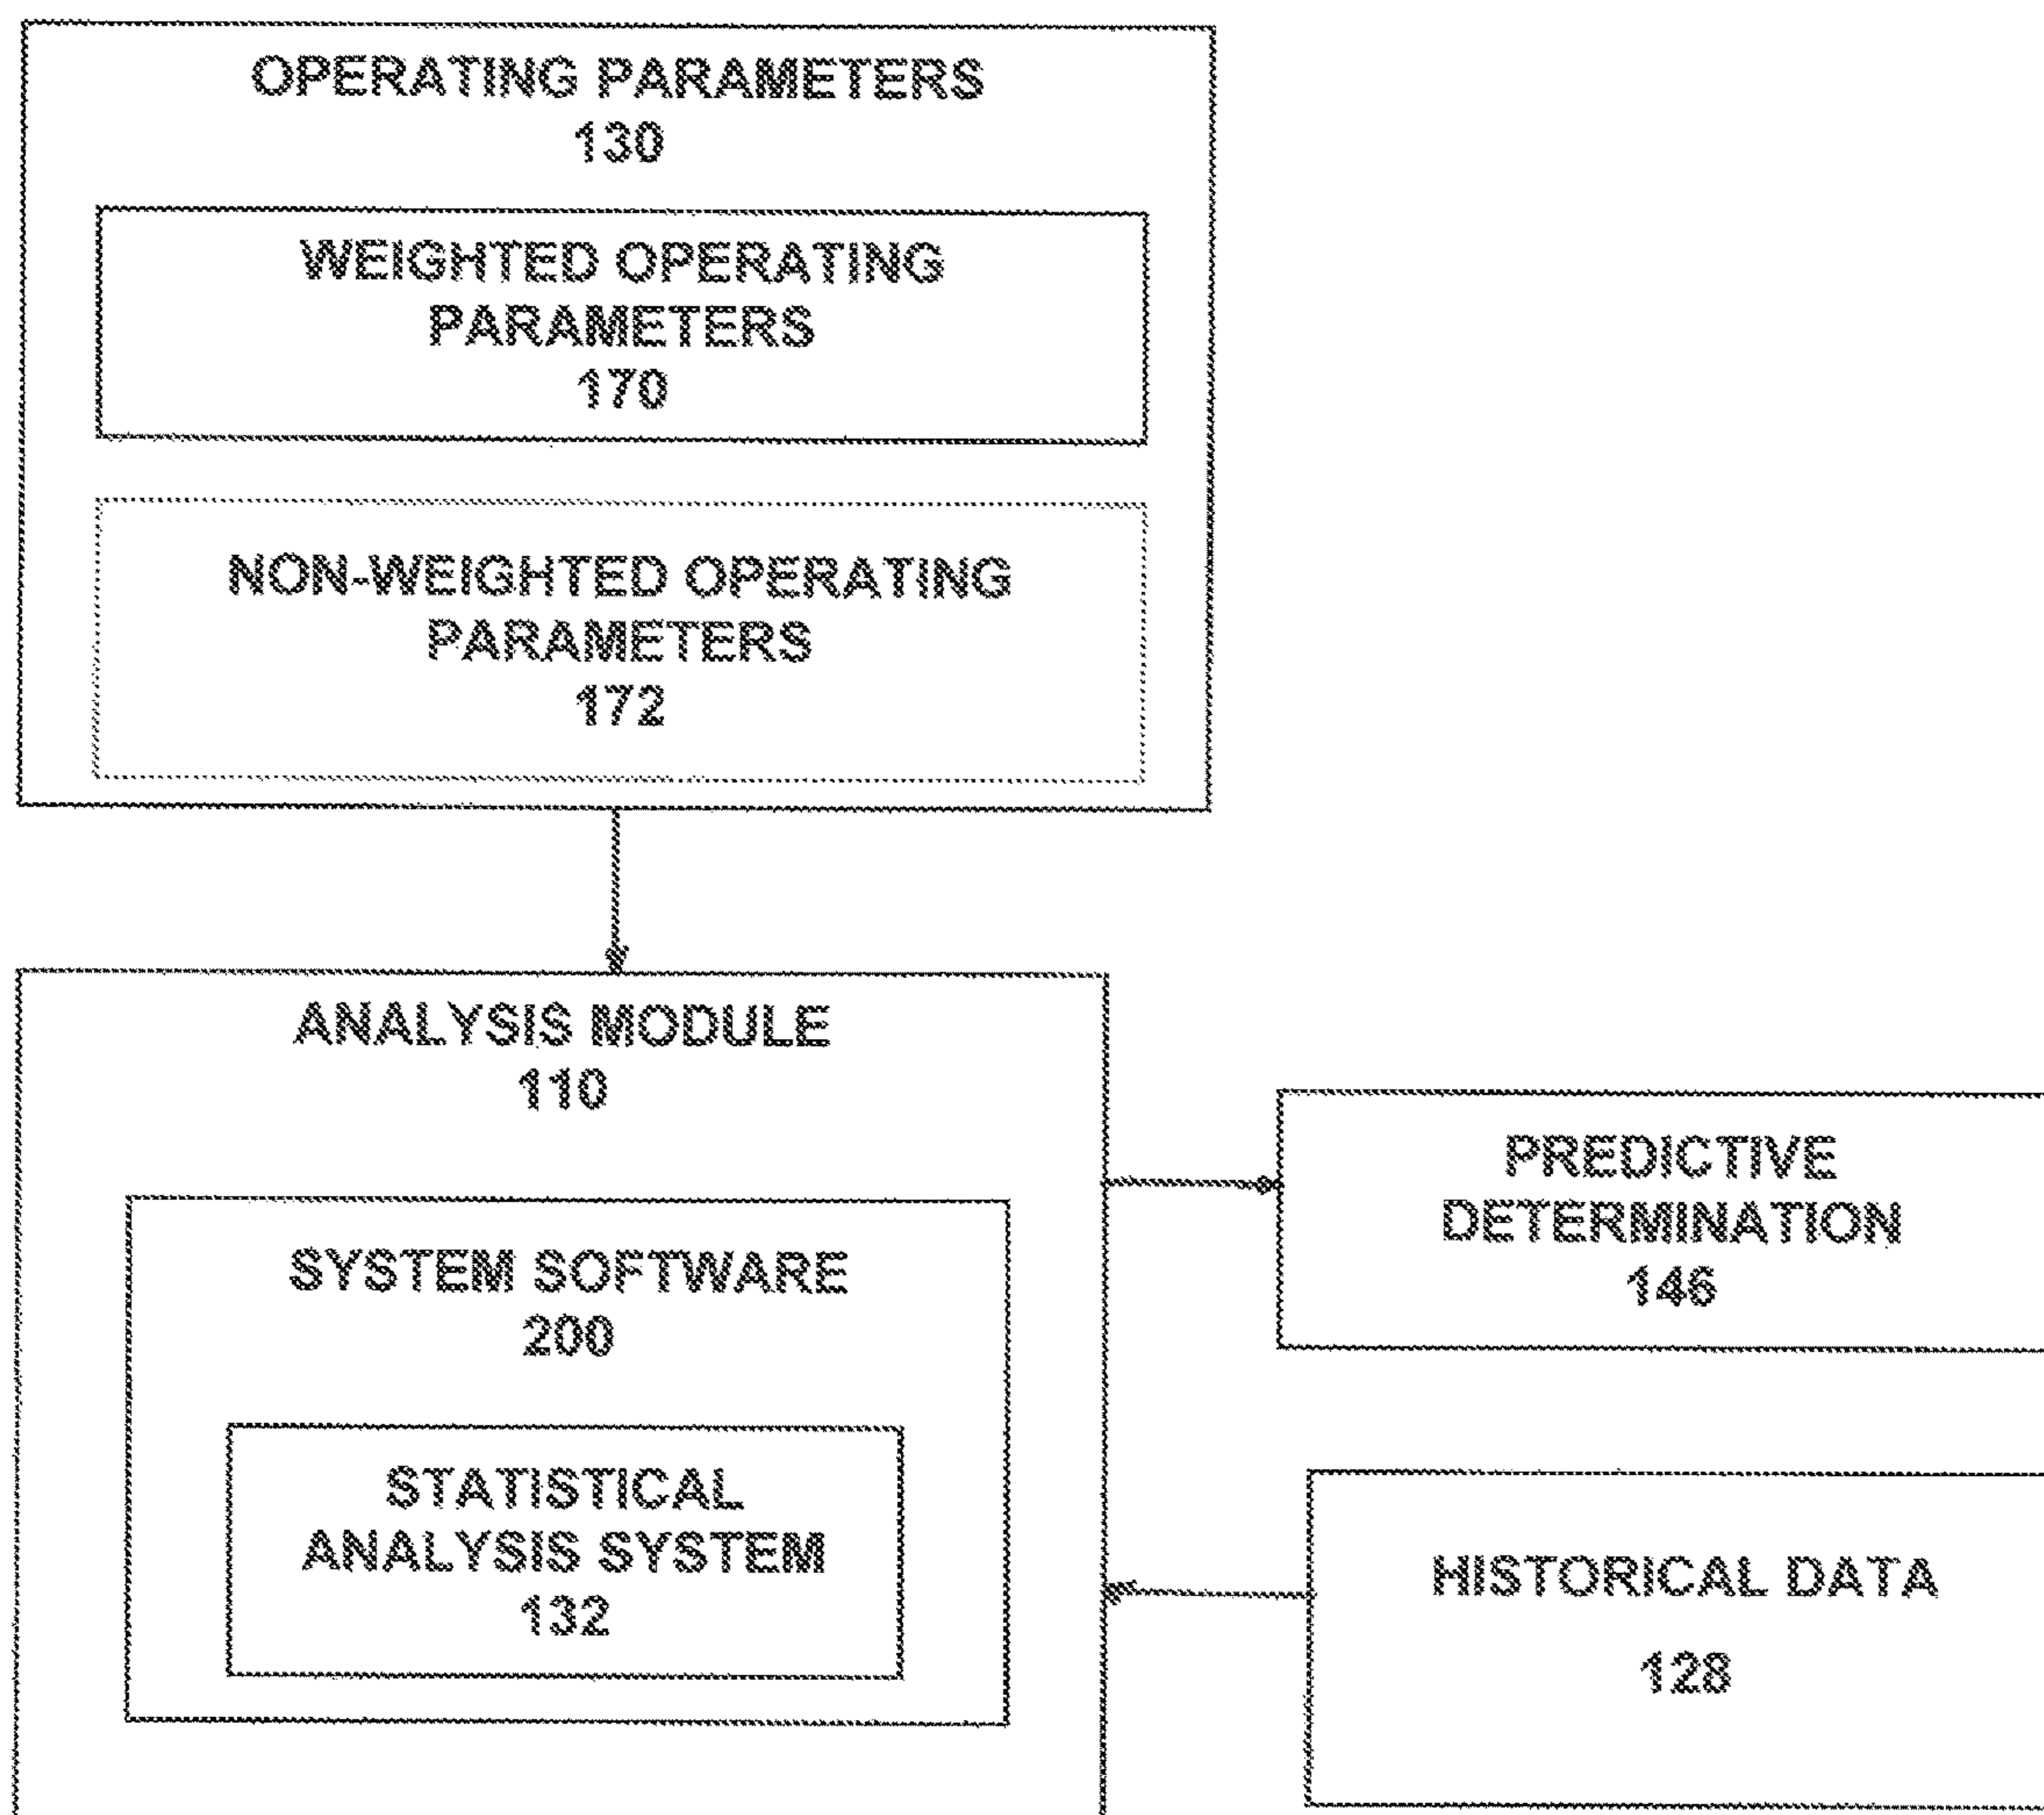 OPERATING PARAMETERS
130
WEIGHTED OPERATING
PARAMETERS
170
NON-WEIGHTED OPERATING
PARAMETERS
172
ANALYSIS MODULE
110
SYSTEM SOFTWARE
200
STATISTICAL
ANALYSIS SYSTEM
132
PREDICTIVE
DETERMINATION
146
HISTORICAL DATA
128